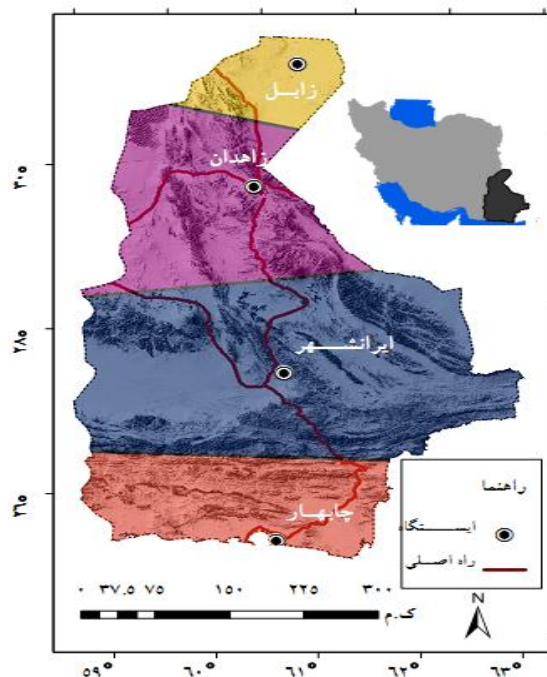 زابل
زاهدان
۳۰۵
ایرانشهر
۲۸۵
راهنما
ایستگاه
راه اصلی
چابهار
۲۶۵
۰ ۳۷.۵ ۷۵ ۱۵۰ ۲۲۵ ۳۰۰
ک.م
N
۵۹° ۶۰° ۶۱° ۶۲° ۶۳°